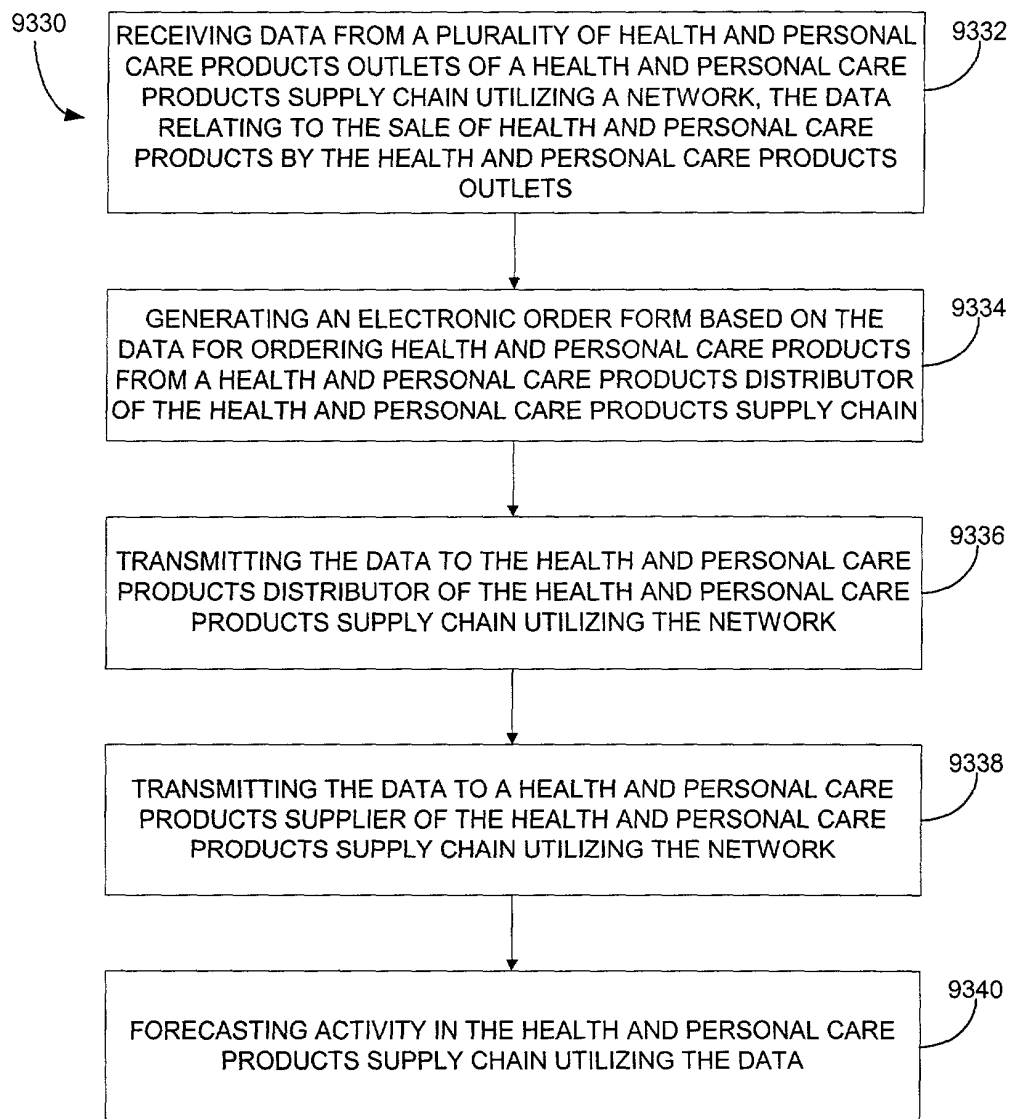 9330
RECEIVING DATA FROM A PLURALITY OF HEALTH AND PERSONAL
CARE PRODUCTS OUTLETS OF A HEALTH AND PERSONAL CARE
PRODUCTS SUPPLY CHAIN UTILIZING A NETWORK, THE DATA
RELATING TO THE SALE OF HEALTH AND PERSONAL CARE
PRODUCTS BY THE HEALTH AND PERSONAL CARE PRODUCTS
OUTLETS
9332
GENERATING AN ELECTRONIC ORDER FORM BASED ON THE
DATA FOR ORDERING HEALTH AND PERSONAL CARE PRODUCTS
FROM A HEALTH AND PERSONAL CARE PRODUCTS DISTRIBUTOR
OF THE HEALTH AND PERSONAL CARE PRODUCTS SUPPLY CHAIN
9334
TRANSMITTING THE DATA TO THE HEALTH AND PERSONAL CARE
PRODUCTS DISTRIBUTOR OF THE HEALTH AND PERSONAL CARE
PRODUCTS SUPPLY CHAIN UTILIZING THE NETWORK
9336
TRANSMITTING THE DATA TO A HEALTH AND PERSONAL CARE
PRODUCTS SUPPLIER OF THE HEALTH AND PERSONAL CARE
PRODUCTS SUPPLY CHAIN UTILIZING THE NETWORK
9338
FORECASTING ACTIVITY IN THE HEALTH AND PERSONAL CARE
PRODUCTS SUPPLY CHAIN UTILIZING THE DATA
9340